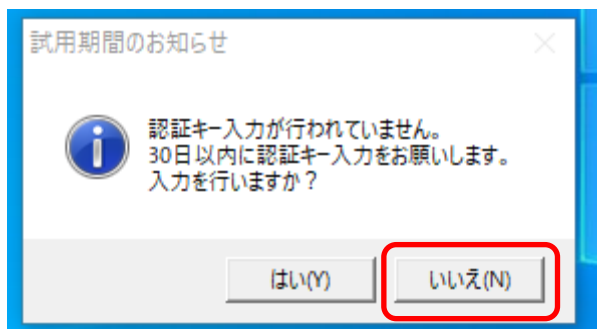 試用期間のお知らせ
認証キー入力が行われていません。
30日以内に認証キー入力をお願いします。
入力を行いますか？
はい(Y)
いいえ(N)